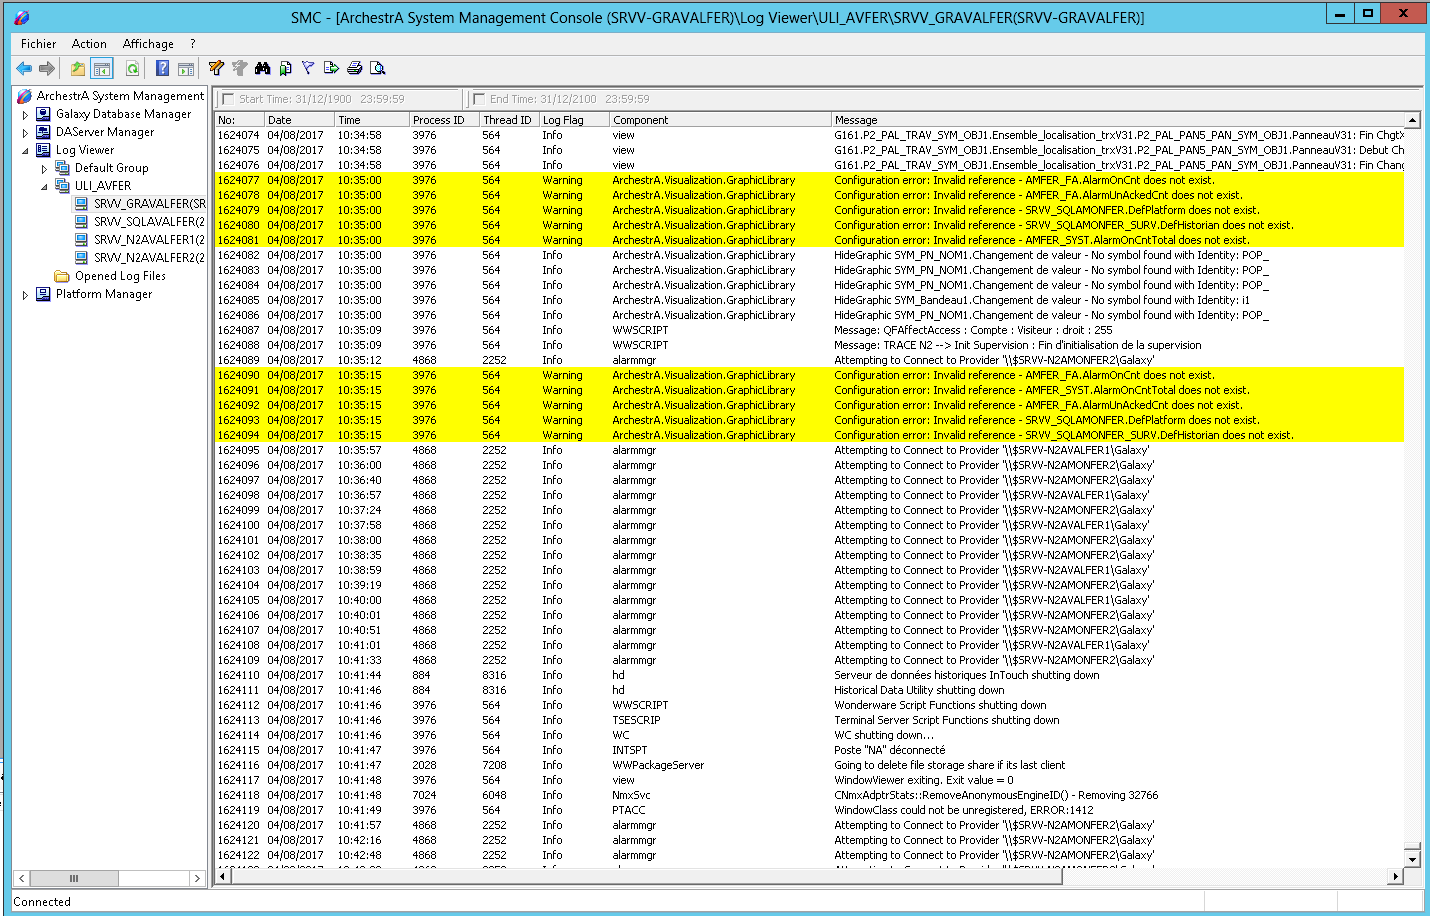 SMC - [ArchestrA System Management Console (SRVV-GRAVALFER)\Log Viewer\ULI_AVFER\SRVV_GRAVALFER(SRVV-GRAVALFER)]
Fichier Action Affichage ?
ArchestrA System Management
Galaxy Database Manager
DAServer Manager
Log Viewer
Default Group
ULI_AVFER
SRVV_GRAVALFER(SR
SRVV_SQLAVALFER(2
SRVV_N2AVALFER1(2
SRVV_N2AVALFER2(2
Opened Log Files
Platform Manager
Start Time: 31/12/1900 23:59:59 End Time: 31/12/2100 23:59:59
No: Date Time Process ID Thread ID Log Flag Component Message
1624074 04/08/2017 10:34:58 3976 564 Info view G161.P2_PAL_TRAV_SYM_OBJ1.Ensemble_localisation_trxV31.P2_PAL_PAN5_PAN_SYM_OBJ1.PanneauV31: Fin ChgtX
1624075 04/08/2017 10:34:58 3976 564 Info view G161.P2_PAL_TRAV_SYM_OBJ1.Ensemble_localisation_trxV31.P2_PAL_PAN5_PAN_SYM_OBJ1.PanneauV31: Debut Ch
1624076 04/08/2017 10:34:58 3976 564 Info view G161.P2_PAL_TRAV_SYM_OBJ1.Ensemble_localisation_trxV31.P2_PAL_PAN5_PAN_SYM_OBJ1.PanneauV31: Fin Chang
1624077 04/08/2017 10:35:00 3976 564 Warning ArchestrA.Visualization.GraphicLibrary Configuration error: Invalid reference - AMFER_FA.AlarmOnCnt does not exist.
1624078 04/08/2017 10:35:00 3976 564 Warning ArchestrA.Visualization.GraphicLibrary Configuration error: Invalid reference - AMFER_FA.AlarmUnAckedCnt does not exist.
1624079 04/08/2017 10:35:00 3976 564 Warning ArchestrA.Visualization.GraphicLibrary Configuration error: Invalid reference - SRVV_SQLAMONFER.DefPlatform does not exist.
1624080 04/08/2017 10:35:00 3976 564 Warning ArchestrA.Visualization.GraphicLibrary Configuration error: Invalid reference - SRVV_SQLAMONFER_SURV.DefHistorian does not exist.
1624081 04/08/2017 10:35:00 3976 564 Warning ArchestrA.Visualization.GraphicLibrary Configuration error: Invalid reference - AMFER_SYST.AlarmOnCntTotal does not exist.
1624082 04/08/2017 10:35:00 3976 564 Info ArchestrA.Visualization.GraphicLibrary HideGraphic SYM_PN_NOM1.Changement de valeur - No symbol found with Identity: POP_
1624083 04/08/2017 10:35:00 3976 564 Info ArchestrA.Visualization.GraphicLibrary HideGraphic SYM_PN_NOM1.Changement de valeur - No symbol found with Identity: POP_
1624084 04/08/2017 10:35:00 3976 564 Info ArchestrA.Visualization.GraphicLibrary HideGraphic SYM_PN_NOM1.Changement de valeur - No symbol found with Identity: POP_
1624085 04/08/2017 10:35:00 3976 564 Info ArchestrA.Visualization.GraphicLibrary HideGraphic SYM_Bandeau1.Changement de valeur - No symbol found with Identity: i1
1624086 04/08/2017 10:35:00 3976 564 Info ArchestrA.Visualization.GraphicLibrary HideGraphic SYM_PN_NOM1.Changement de valeur - No symbol found with Identity: POP_
1624087 04/08/2017 10:35:09 3976 564 Info WWSCRIPT Message: QFAffectAccess : Compte : Visiteur : droit : 255
1624088 04/08/2017 10:35:09 3976 564 Info WWSCRIPT Message: TRACE N2 --> Init Supervision : Fin d'initialisation de la supervision
1624089 04/08/2017 10:35:12 4868 2252 Info alarmmgr Attempting to Connect to Provider '\\$SRVV-N2AMONFER2\Galaxy'
1624090 04/08/2017 10:35:15 3976 564 Warning ArchestrA.Visualization.GraphicLibrary Configuration error: Invalid reference - AMFER_FA.AlarmOnCnt does not exist.
1624091 04/08/2017 10:35:15 3976 564 Warning ArchestrA.Visualization.GraphicLibrary Configuration error: Invalid reference - AMFER_SYST.AlarmOnCntTotal does not exist.
1624092 04/08/2017 10:35:15 3976 564 Warning ArchestrA.Visualization.GraphicLibrary Configuration error: Invalid reference - AMFER_FA.AlarmUnAckedCnt does not exist.
1624093 04/08/2017 10:35:15 3976 564 Warning ArchestrA.Visualization.GraphicLibrary Configuration error: Invalid reference - SRVV_SQLAMONFER.DefPlatform does not exist.
1624094 04/08/2017 10:35:15 3976 564 Warning ArchestrA.Visualization.GraphicLibrary Configuration error: Invalid reference - SRVV_SQLAMONFER_SURV.DefHistorian does not exist.
1624095 04/08/2017 10:35:57 4868 2252 Info alarmmgr Attempting to Connect to Provider '\\$SRVV-N2AVALFER1\Galaxy'
1624096 04/08/2017 10:36:00 4868 2252 Info alarmmgr Attempting to Connect to Provider '\\$SRVV-N2AMONFER2\Galaxy'
1624097 04/08/2017 10:36:40 4868 2252 Info alarmmgr Attempting to Connect to Provider '\\$SRVV-N2AMONFER2\Galaxy'
1624098 04/08/2017 10:36:57 4868 2252 Info alarmmgr Attempting to Connect to Provider '\\$SRVV-N2AVALFER1\Galaxy'
1624099 04/08/2017 10:37:24 4868 2252 Info alarmmgr Attempting to Connect to Provider '\\$SRVV-N2AMONFER2\Galaxy'
1624100 04/08/2017 10:37:58 4868 2252 Info alarmmgr Attempting to Connect to Provider '\\$SRVV-N2AVALFER1\Galaxy'
1624101 04/08/2017 10:38:00 4868 2252 Info alarmmgr Attempting to Connect to Provider '\\$SRVV-N2AMONFER2\Galaxy'
1624102 04/08/2017 10:38:35 4868 2252 Info alarmmgr Attempting to Connect to Provider '\\$SRVV-N2AMONFER2\Galaxy'
1624103 04/08/2017 10:38:59 4868 2252 Info alarmmgr Attempting to Connect to Provider '\\$SRVV-N2AVALFER1\Galaxy'
1624104 04/08/2017 10:39:19 4868 2252 Info alarmmgr Attempting to Connect to Provider '\\$SRVV-N2AMONFER2\Galaxy'
1624105 04/08/2017 10:40:00 4868 2252 Info alarmmgr Attempting to Connect to Provider '\\$SRVV-N2AVALFER1\Galaxy'
1624106 04/08/2017 10:40:01 4868 2252 Info alarmmgr Attempting to Connect to Provider '\\$SRVV-N2AMONFER2\Galaxy'
1624107 04/08/2017 10:40:51 4868 2252 Info alarmmgr Attempting to Connect to Provider '\\$SRVV-N2AMONFER2\Galaxy'
1624108 04/08/2017 10:41:01 4868 2252 Info alarmmgr Attempting to Connect to Provider '\\$SRVV-N2AVALFER1\Galaxy'
1624109 04/08/2017 10:41:33 4868 2252 Info alarmmgr Attempting to Connect to Provider '\\$SRVV-N2AMONFER2\Galaxy'
1624110 04/08/2017 10:41:44 884 8316 Info hd Serveur de données historiques InTouch shutting down
1624111 04/08/2017 10:41:46 884 8316 Info hd Historical Data Utility shutting down
1624112 04/08/2017 10:41:46 3976 564 Info WWSCRIPT Wonderware Script Functions shutting down
1624113 04/08/2017 10:41:46 3976 564 Info TSESCRIP Terminal Server Script Functions shutting down
1624114 04/08/2017 10:41:46 3976 564 Info WC WC shutting down...
1624115 04/08/2017 10:41:47 3976 564 Info INTSPT Poste "NA" déconnecté
1624116 04/08/2017 10:41:47 2028 7208 Info WWPackageServer Going to delete file storage share if its last client
1624117 04/08/2017 10:41:48 3976 564 Info view WindowViewer exiting. Exit value = 0
1624118 04/08/2017 10:41:48 7024 6048 Info NmxSvc CNmxAdptrStats::RemoveAnonymousEngineID() - Removing 32766
1624119 04/08/2017 10:41:49 3976 564 Info PTACC WindowClass could not be unregistered, ERROR:1412
1624120 04/08/2017 10:41:57 4868 2252 Info alarmmgr Attempting to Connect to Provider '\\$SRVV-N2AMONFER2\Galaxy'
1624121 04/08/2017 10:42:16 4868 2252 Info alarmmgr Attempting to Connect to Provider '\\$SRVV-N2AVALFER1\Galaxy'
1624122 04/08/2017 10:42:48 4868 2252 Info alarmmgr Attempting to Connect to Provider '\\$SRVV-N2AMONFER2\Galaxy'
Connected